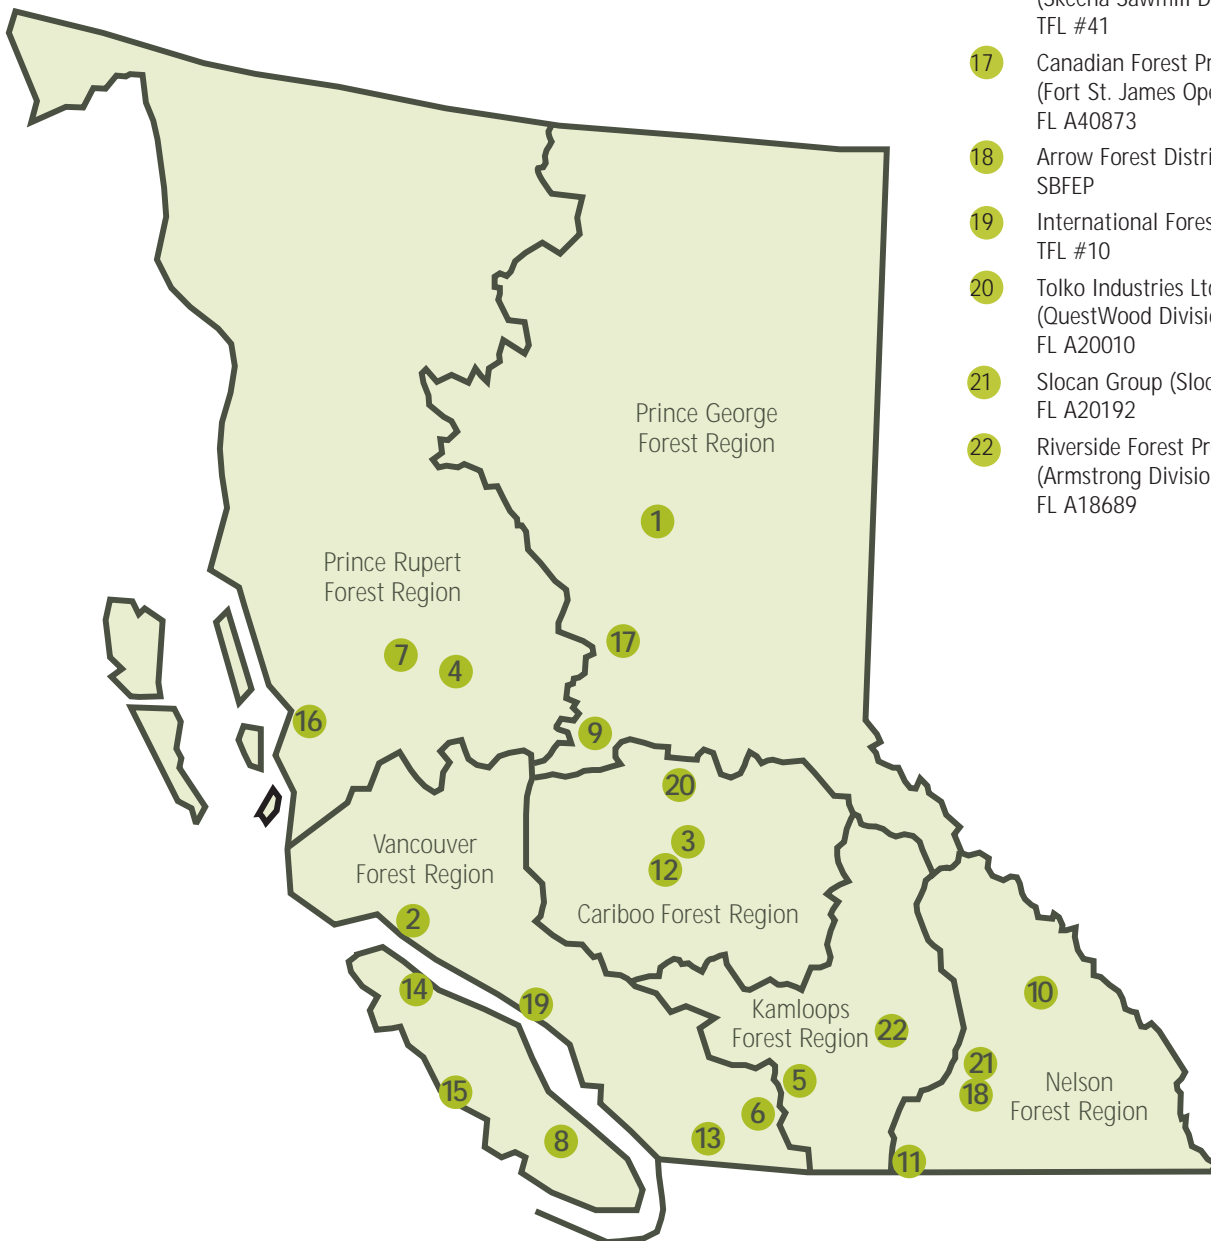 (Skeena Sawmill D
TFL #41
17 Canadian Forest Pr
(Fort St. James Ope
FL A40873
18 Arrow Forest Distri
SBFEP
19 International Fores
TFL #10
20 Tolko Industries Ltd
(QuestWood Divisio
FL A20010
21 Slocan Group (Sloc
FL A20192
22 Riverside Forest Pr
(Armstrong Division
FL A18689
Prince George
Forest Region
1
Prince Rupert
Forest Region
17
7
4
16
9
20
Vancouver
Forest Region
3
12
Cariboo Forest Region
2
14
19
10
Kamloops
Forest Region
22
21
5
18
Nelson
Forest Region
15
6
13
8
11